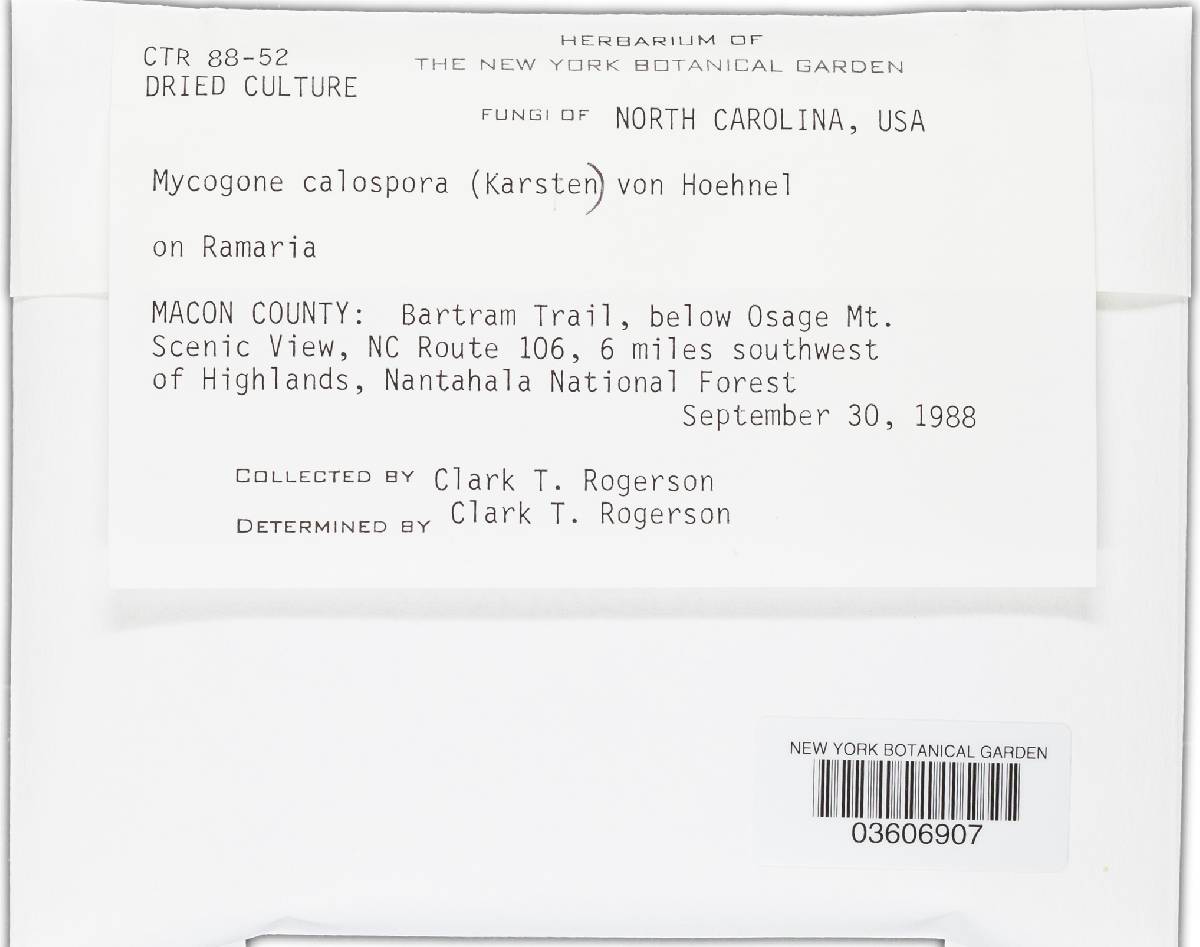 CTR 88-52
DRIED CULTURE
HERBARIUM OF
THE NEW YORK BOTANICAL GARDEN
FUNGI OF NORTH CAROLINA, USA
Mycogone calospora (Karsten) von Hoehnel
on Ramaria
MACON COUNTY: Bartram Trail, below Osage Mt.
Scenic View, NC Route 106, 6 miles southwest
of Highlands, Nantahala National Forest
September 30, 1988
COLLECTED BY Clark T. Rogerson
DETERMINED BY Clark T. Rogerson
NEW YORK BOTANICAL GARDEN
03606907